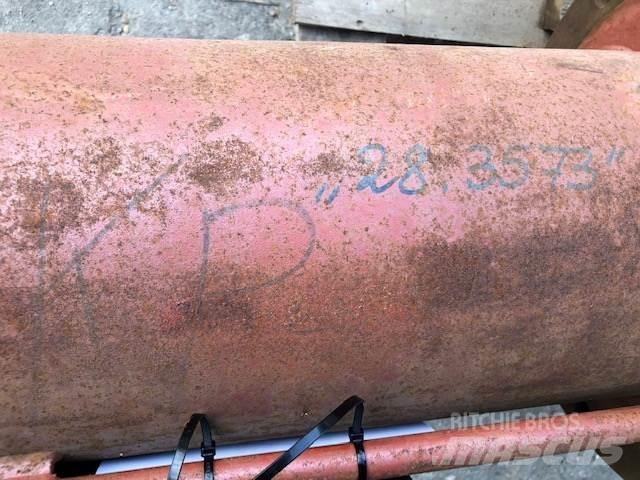 „28.3573"
KP
RITCHIE BROS.
MASCUS